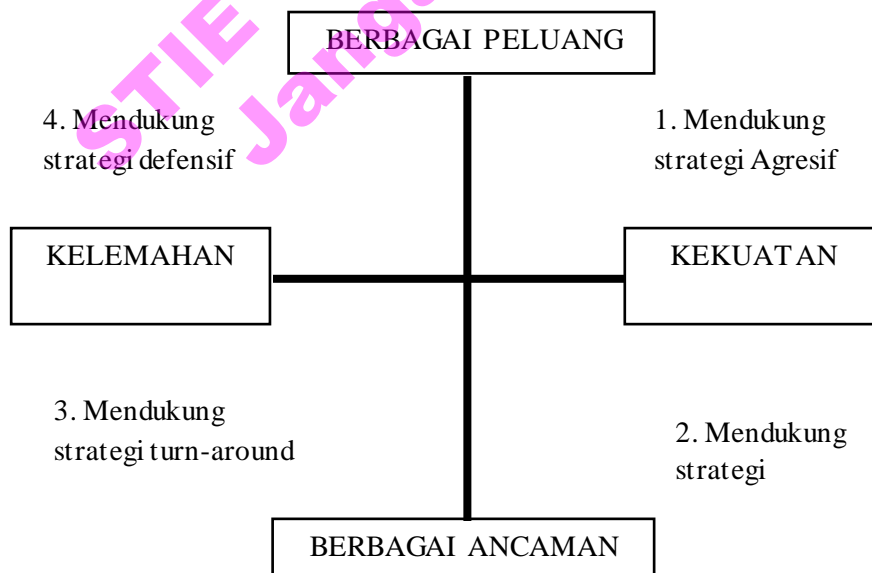 BERBAGAI PELUANG
4. Mendukung
strategi defensif
1. Mendukung
strategi Agresif
KELEMAHAN
KEKUATAN
3. Mendukung
strategi turn-around
2. Mendukung
strategi
BERBAGAI ANCAMAN
STIE